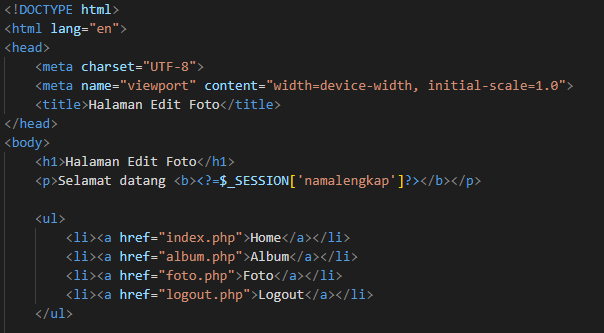 <!DOCTYPE html>
<html lang="en">
<head>
    <meta charset="UTF-8">
    <meta name="viewport" content="width=device-width, initial-scale=1.0">
    <title>Halaman Edit Foto</title>
</head>
<body>
    <h1>Halaman Edit Foto</h1>
    <p>Selamat datang <b><?=$_SESSION['namalengkap']?></b></p>

    <ul>
        <li><a href="index.php">Home</a></li>
        <li><a href="album.php">Album</a></li>
        <li><a href="foto.php">Foto</a></li>
        <li><a href="logout.php">Logout</a></li>
    </ul>